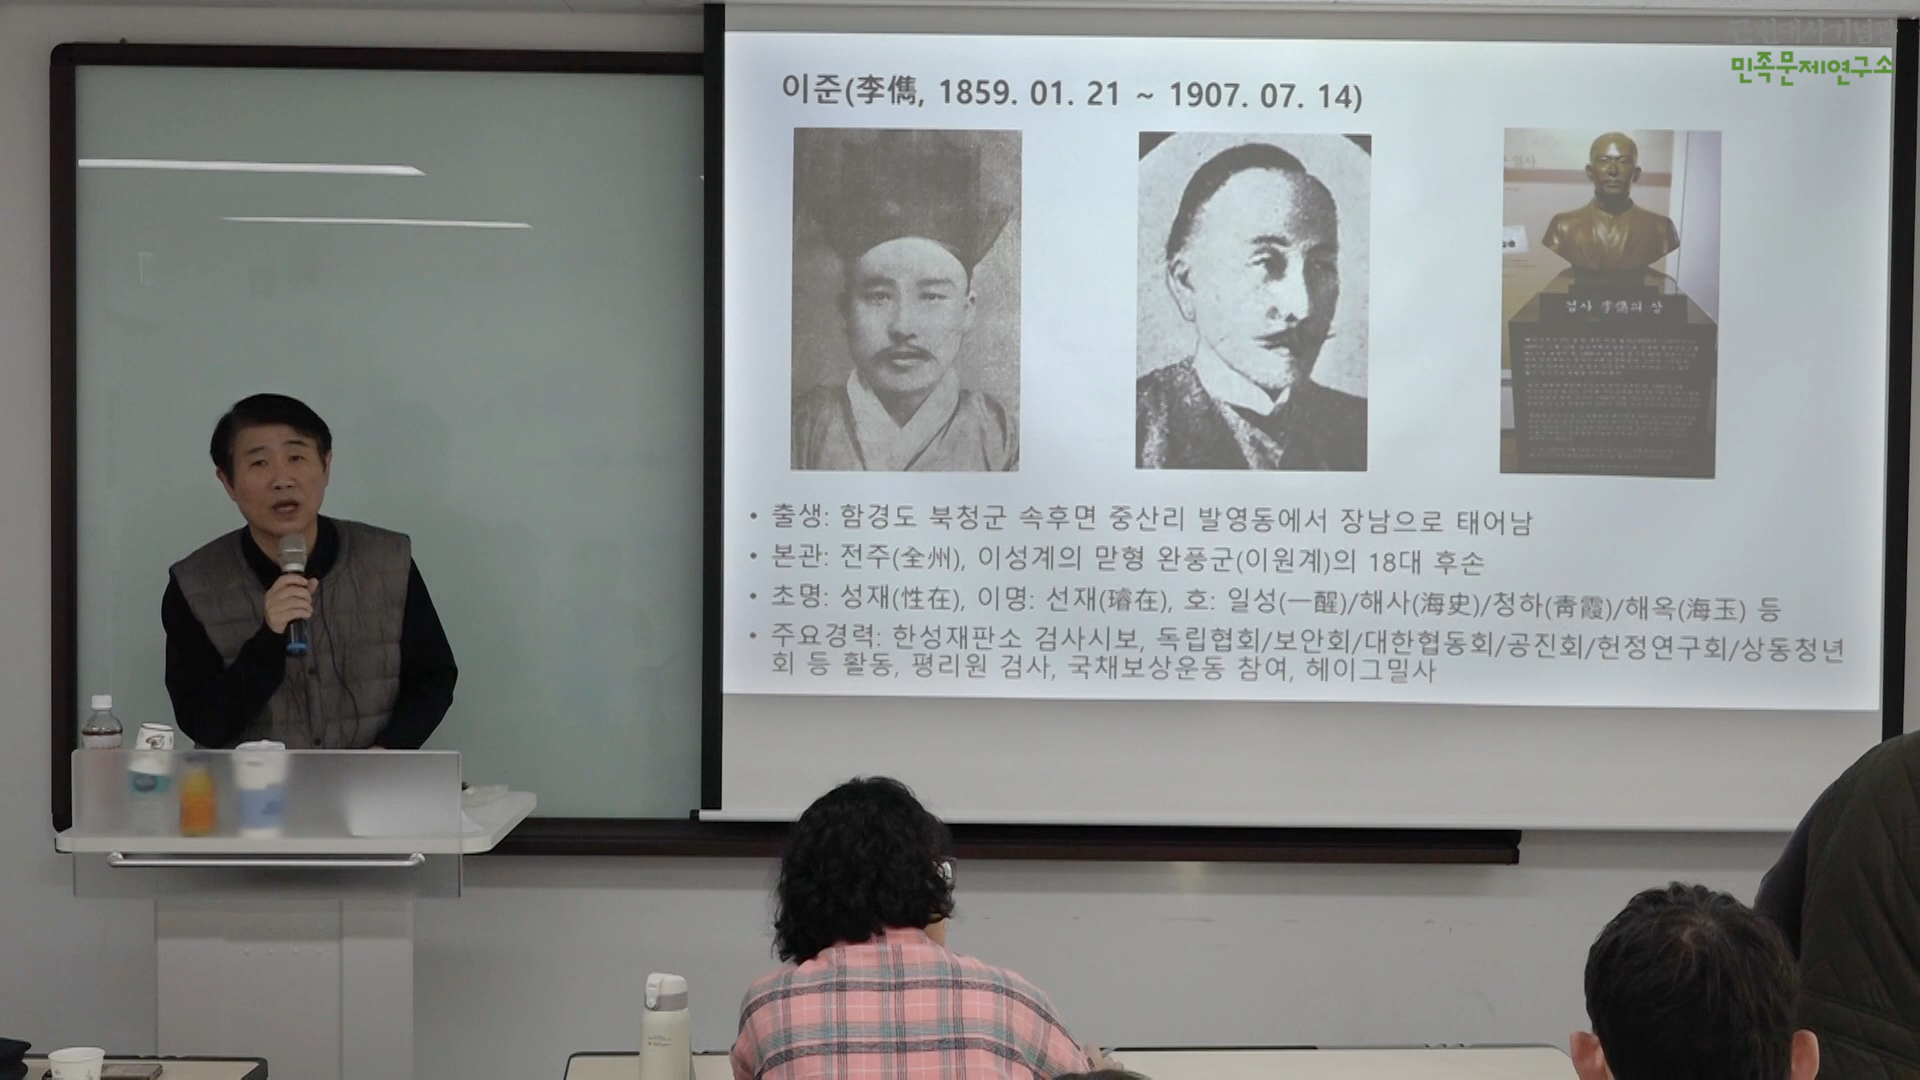 근현대사기념관
민족문제연구소
이준(李儁, 1859. 01. 21 ~ 1907. 07. 14)
검사 李儁의 상
• 출생: 함경도 북청군 속후면 중산리 발영동에서 장남으로 태어남
• 본관: 전주(全州), 이성계의 맏형 완풍군(이원계)의 18대 후손
• 초명: 성재(性在), 이명: 선재(璿在), 호: 일성(一醒)/해사(海史)/청하(靑霞)/해옥(海玉) 등
• 주요경력: 한성재판소 검사시보, 독립협회/보안회/대한협동회/공진회/헌정연구회/상동청년
회 등 활동, 평리원 검사, 국채보상운동 참여, 헤이그밀사